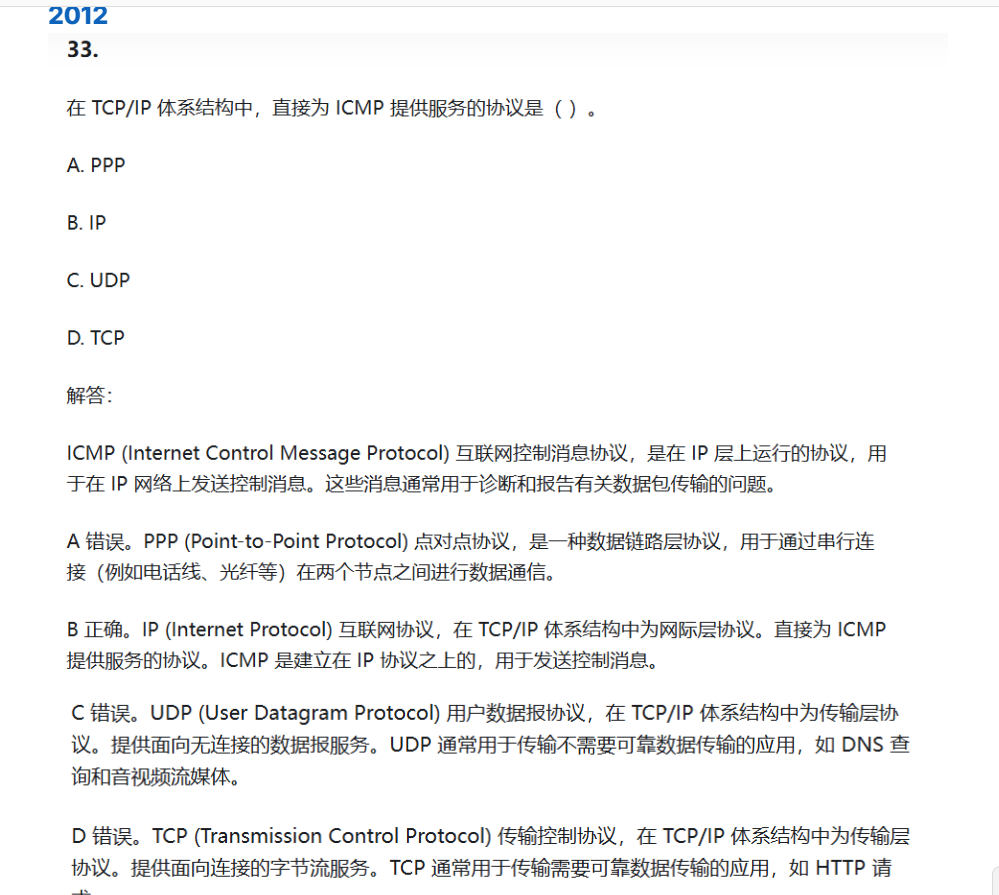 2012
33.
在 TCP/IP 体系结构中，直接为 ICMP 提供服务的协议是（ ）。
A. PPP
B. IP
C. UDP
D. TCP
解答：
ICMP (Internet Control Message Protocol) 互联网控制消息协议，是在 IP 层上运行的协议，用
于在 IP 网络上发送控制消息。这些消息通常用于诊断和报告有关数据包传输的问题。
A 错误。PPP (Point-to-Point Protocol) 点对点协议，是一种数据链路层协议，用于通过串行连
接（例如电话线、光纤等）在两个节点之间进行数据通信。
B 正确。IP (Internet Protocol) 互联网协议，在 TCP/IP 体系结构中为网际层协议。直接为 ICMP
提供服务的协议。ICMP 是建立在 IP 协议之上的，用于发送控制消息。
C 错误。UDP (User Datagram Protocol) 用户数据报协议，在 TCP/IP 体系结构中为传输层协
议。提供面向无连接的数据报服务。UDP 通常用于传输不需要可靠数据传输的应用，如 DNS 查
询和音视频流媒体。
D 错误。TCP (Transmission Control Protocol) 传输控制协议，在 TCP/IP 体系结构中为传输层
协议。提供面向连接的字节流服务。TCP 通常用于传输需要可靠数据传输的应用，如 HTTP 请